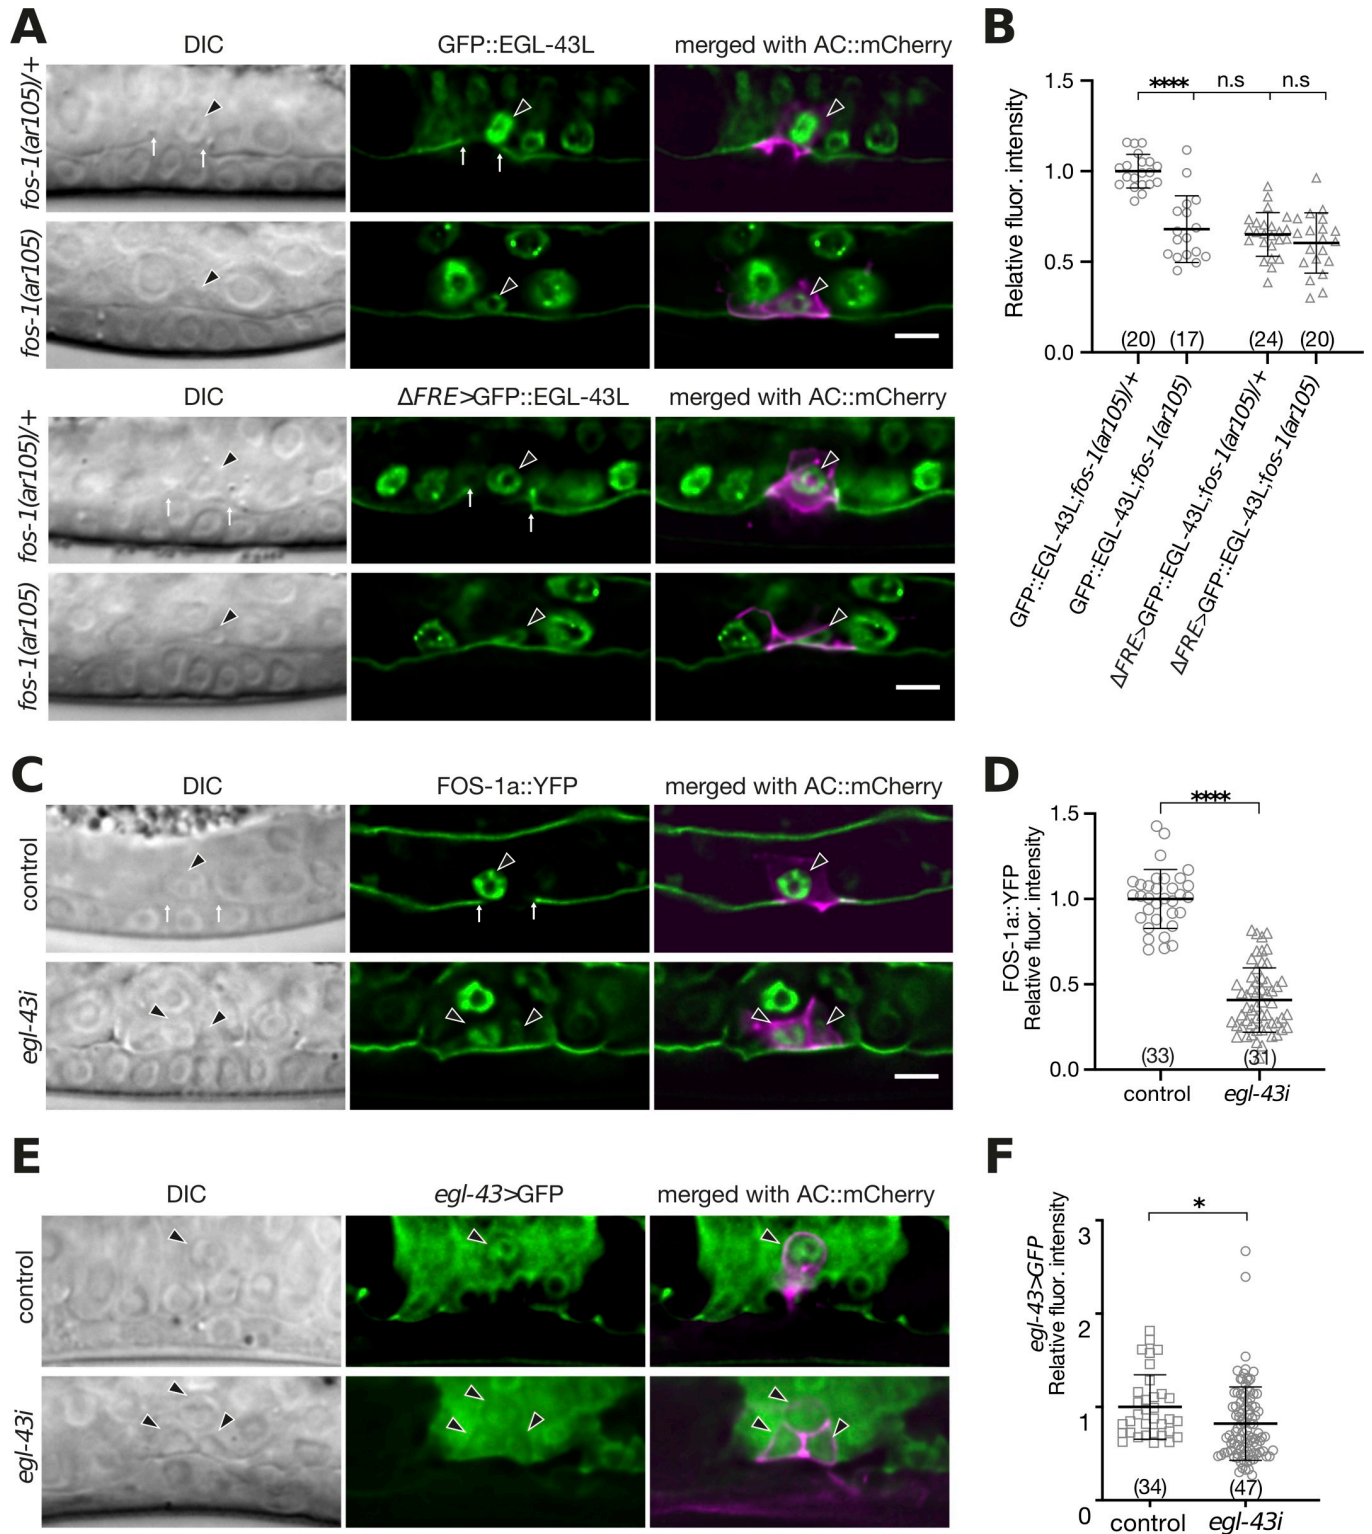 A
DIC
GFP::EGL-43L
merged with AC::mCherry
fos-1(ar105)/+
fos-1(ar105)
DIC
ΔFRE>GFP::EGL-43L
merged with AC::mCherry
fos-1(ar105)/+
fos-1(ar105)
B
Relative fluor. intensity
1.5
1.0
0.5
0.0
****
n.s
n.s
(20)
(17)
(24)
(20)
GFP::EGL-43L;fos-1(ar105)/+
GFP::EGL-43L;fos-1(ar105)
ΔFRE>GFP::EGL-43L;fos-1(ar105)/+
ΔFRE>GFP::EGL-43L;fos-1(ar105)
C
DIC
FOS-1a::YFP
merged with AC::mCherry
control
egl-43i
D
FOS-1a::YFP
Relative fluor. intensity
1.5
1.0
0.5
0.0
****
(33)
(31)
control
egl-43i
E
DIC
egl-43>GFP
merged with AC::mCherry
control
egl-43i
F
egl-43>GFP
Relative fluor. intensity
3
2
1
0
*
(34)
(47)
control
egl-43i